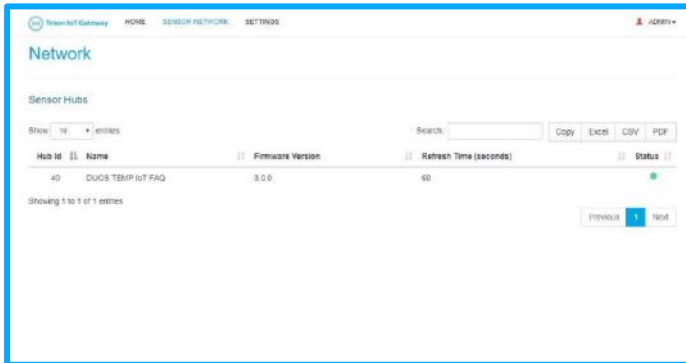 Tekon IoT Gateway HOME SENSOR NETWORK SETTINGS ADMIN
Network
Sensor Hubs
Show 10 entries Search: Copy Excel CSV PDF
Hub Id Name Firmware Version Refresh Time (seconds) Status
40 DUOS TEMP IoT FAQ 3.0.0 60
Showing 1 to 1 of 1 entries
Previous 1 Next